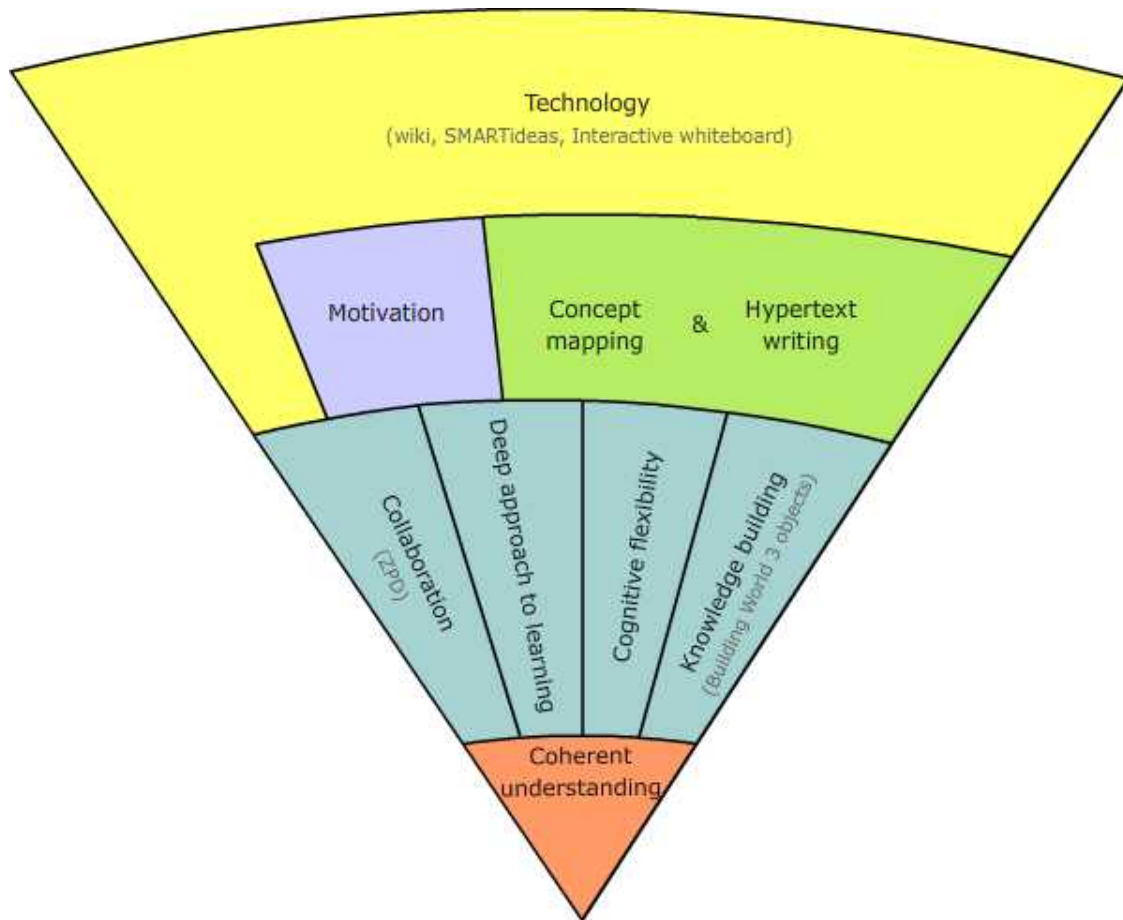 Technology
(wiki, SMARTideas, Interactive whiteboard)
Motivation
Concept
mapping
&
Hypertext
writing
Collaboration
(ZPD)
Deep approach to learning
Cognitive flexibility
Knowledge building
(Building World 3 objects)
Coherent
understanding